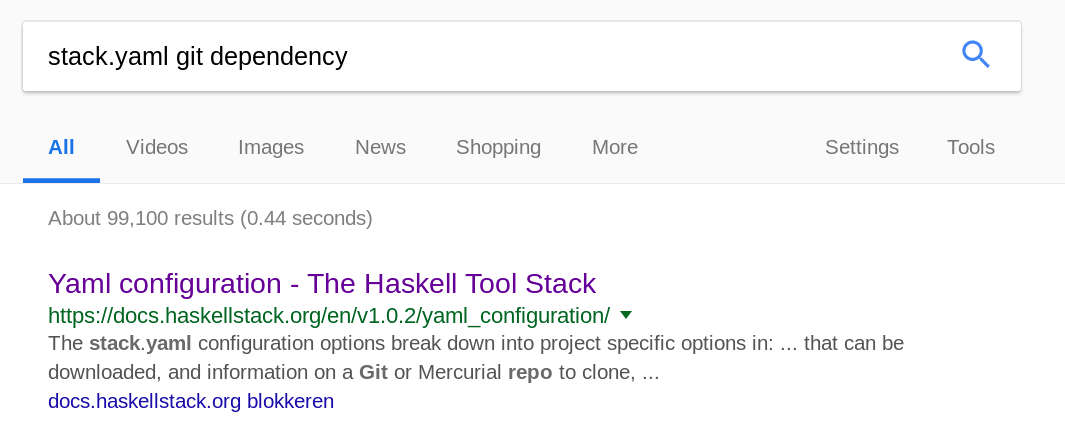 stack.yaml git dependency
All Videos Images News Shopping More Settings Tools
About 99,100 results (0.44 seconds)
Yaml configuration - The Haskell Tool Stack
https://docs.haskellstack.org/en/v1.0.2/yaml_configuration/
The stack.yaml configuration options break down into project specific options in: ... that can be
downloaded, and information on a Git or Mercurial repo to clone, ...
docs.haskellstack.org blokkeren